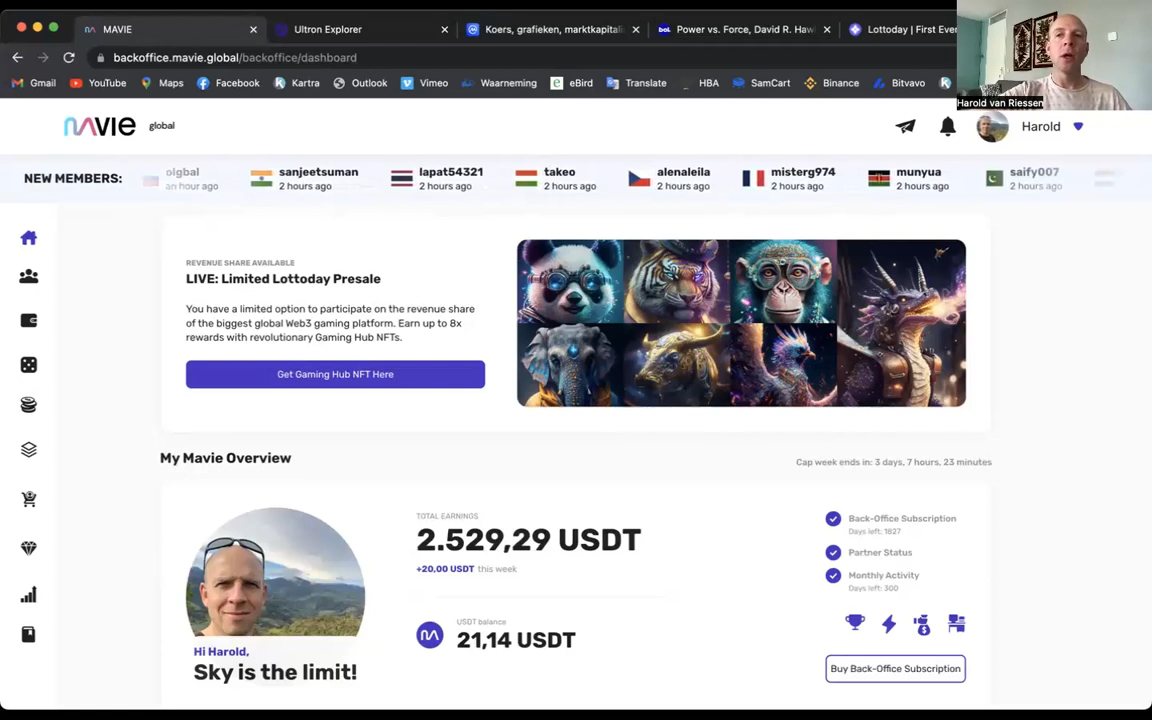 MAVIE
Ultron Explorer
Koers, grafieken, marktkapitali
Power vs. Force, David R. Haw
Lottoday | First Eve
backoffice.mavie.global/backoffice/dashboard
Gmail
YouTube
Maps
Facebook
Kartra
Outlook
Vimeo
Waarneming
eBird
Translate
HBA
SamCart
Binance
Bitvavo
Harold van Riessen
mavie global
Harold
NEW MEMBERS:
olgbal
an hour ago
sanjeetsuman
2 hours ago
lapat54321
2 hours ago
takeo
2 hours ago
alenaleila
2 hours ago
misterg974
2 hours ago
munyua
2 hours ago
saify007
2 hours ago
REVENUE SHARE AVAILABLE
LIVE: Limited Lottoday Presale
You have a limited option to participate on the revenue share
of the biggest global Web3 gaming platform. Earn up to 8x
rewards with revolutionary Gaming Hub NFTs.
Get Gaming Hub NFT Here
My Mavie Overview
Cap week ends in: 3 days, 7 hours, 23 minutes
Hi Harold,
Sky is the limit!
TOTAL EARNINGS
2.529,29 USDT
+20,00 USDT this week
USDT balance
21,14 USDT
Back-Office Subscription
Days left: 1827
Partner Status
Monthly Activity
Days left: 300
Buy Back-Office Subscription